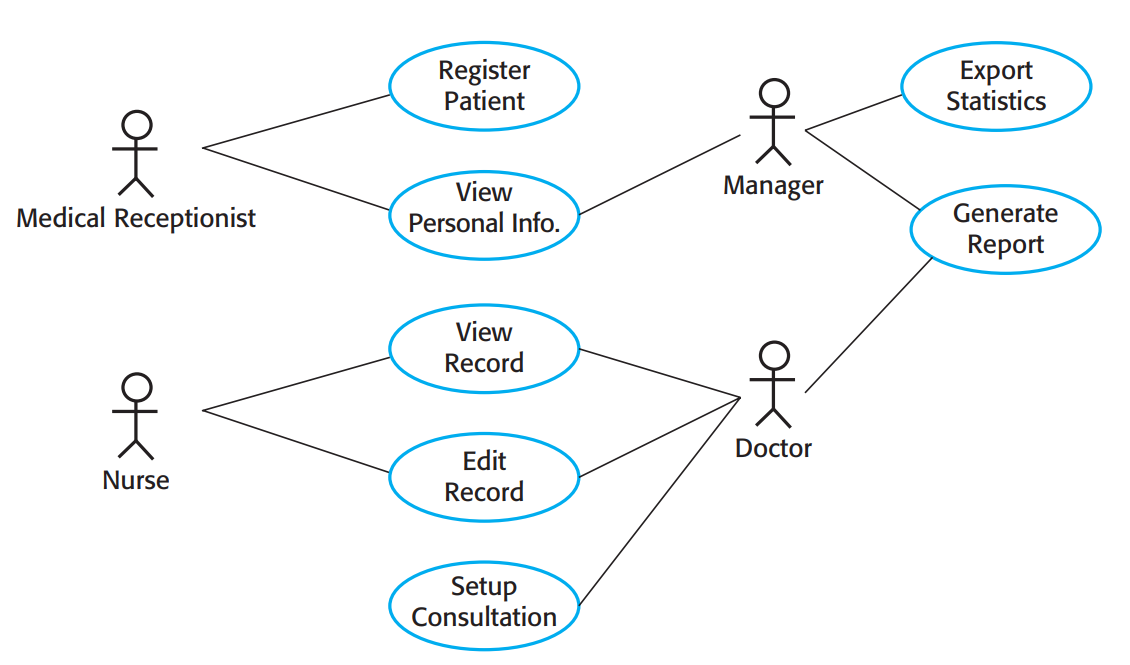 Register
Patient
Export
Statistics
Manager
Medical Receptionist
View
Personal Info.
Generate
Report
View
Record
Doctor
Nurse
Edit
Record
Setup
Consultation